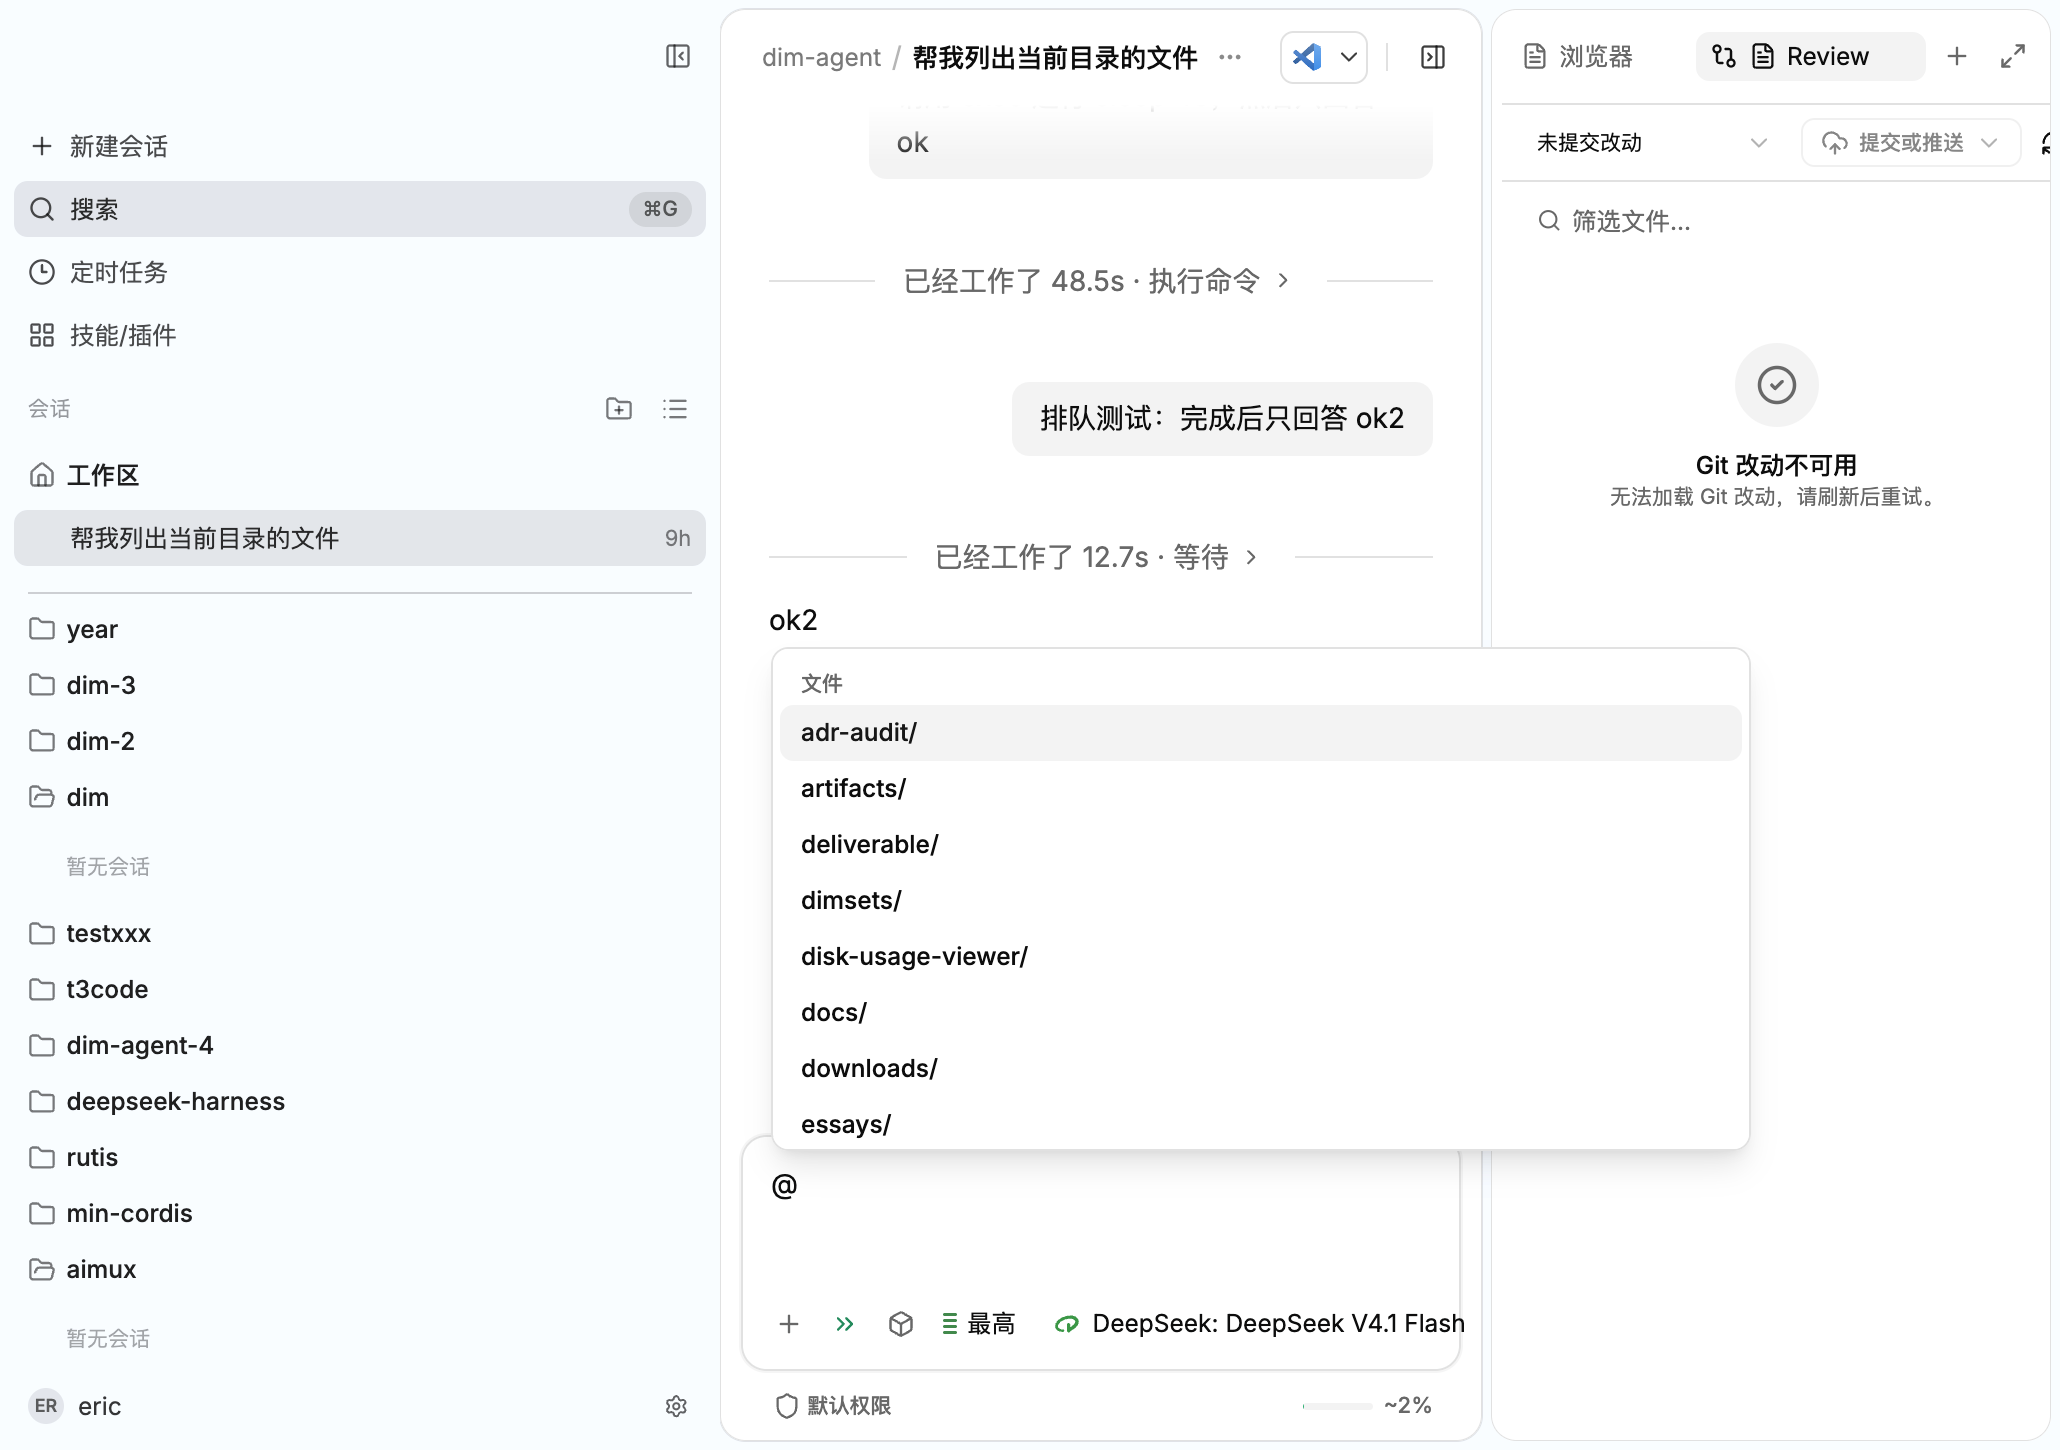 新建会话
搜索
⌘G
定时任务
技能/插件
会话
工作区
帮我列出当前目录的文件
9h
year
dim-3
dim-2
dim
暂无会话
testxxx
t3code
dim-agent-4
deepseek-harness
rutis
min-cordis
aimux
暂无会话
ER
eric
dim-agent / 帮我列出当前目录的文件
ok
已经工作了 48.5s · 执行命令
排队测试：完成后只回答 ok2
已经工作了 12.7s · 等待
ok2
文件
adr-audit/
artifacts/
deliverable/
dimsets/
disk-usage-viewer/
docs/
downloads/
essays/
@
最高
DeepSeek: DeepSeek V4.1 Flash
默认权限
~2%
浏览器
Review
未提交改动
提交或推送
筛选文件...
Git 改动不可用
无法加载 Git 改动，请刷新后重试。